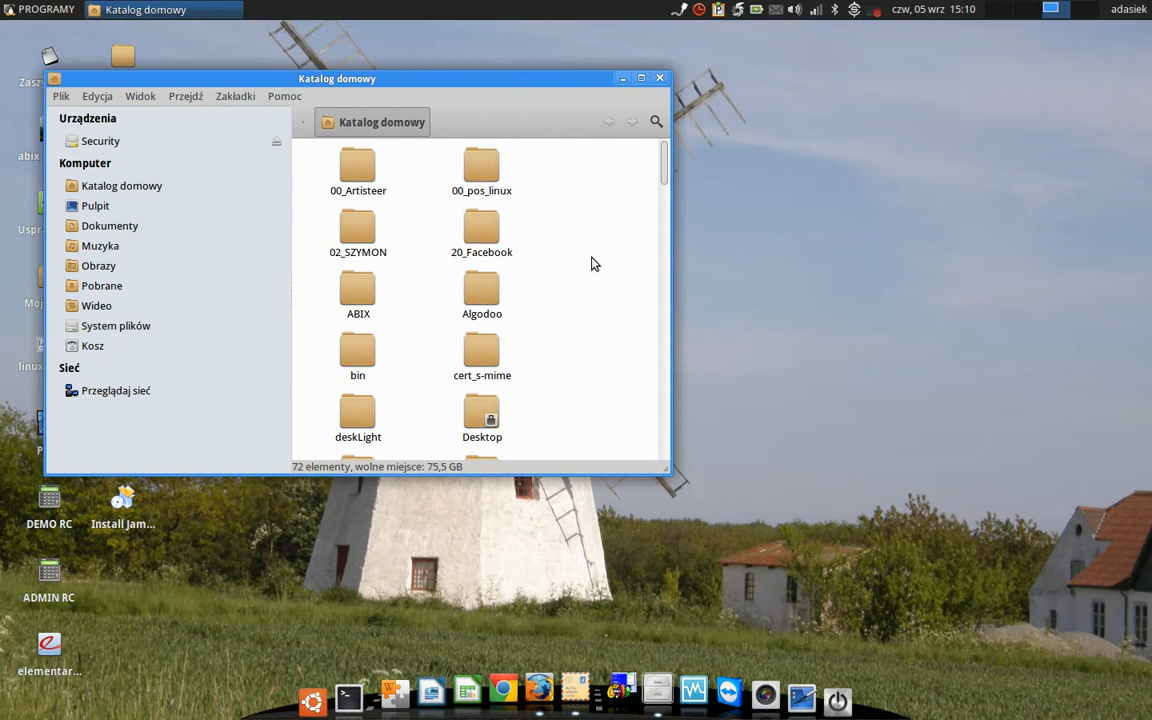 PROGRAMY
Katalog domowy
czw, 05 wrz 15:10
adasiek
Katalog domowy
Plik Edycja Widok Przejdź Zakładki Pomoc
Urządzenia
Security
Komputer
Katalog domowy
Pulpit
Dokumenty
Muzyka
Obrazy
Pobrane
Wideo
System plików
Kosz
Sieć
Przeglądaj sieć
Katalog domowy
00_Artisteer 00_pos_linux
02_SZYMON 20_Facebook
ABIX Algodoo
bin cert_s-mime
deskLight Desktop
72 elementy, wolne miejsce: 75,5 GB
DEMO RC Install Jam...
ADMIN RC
elementar...